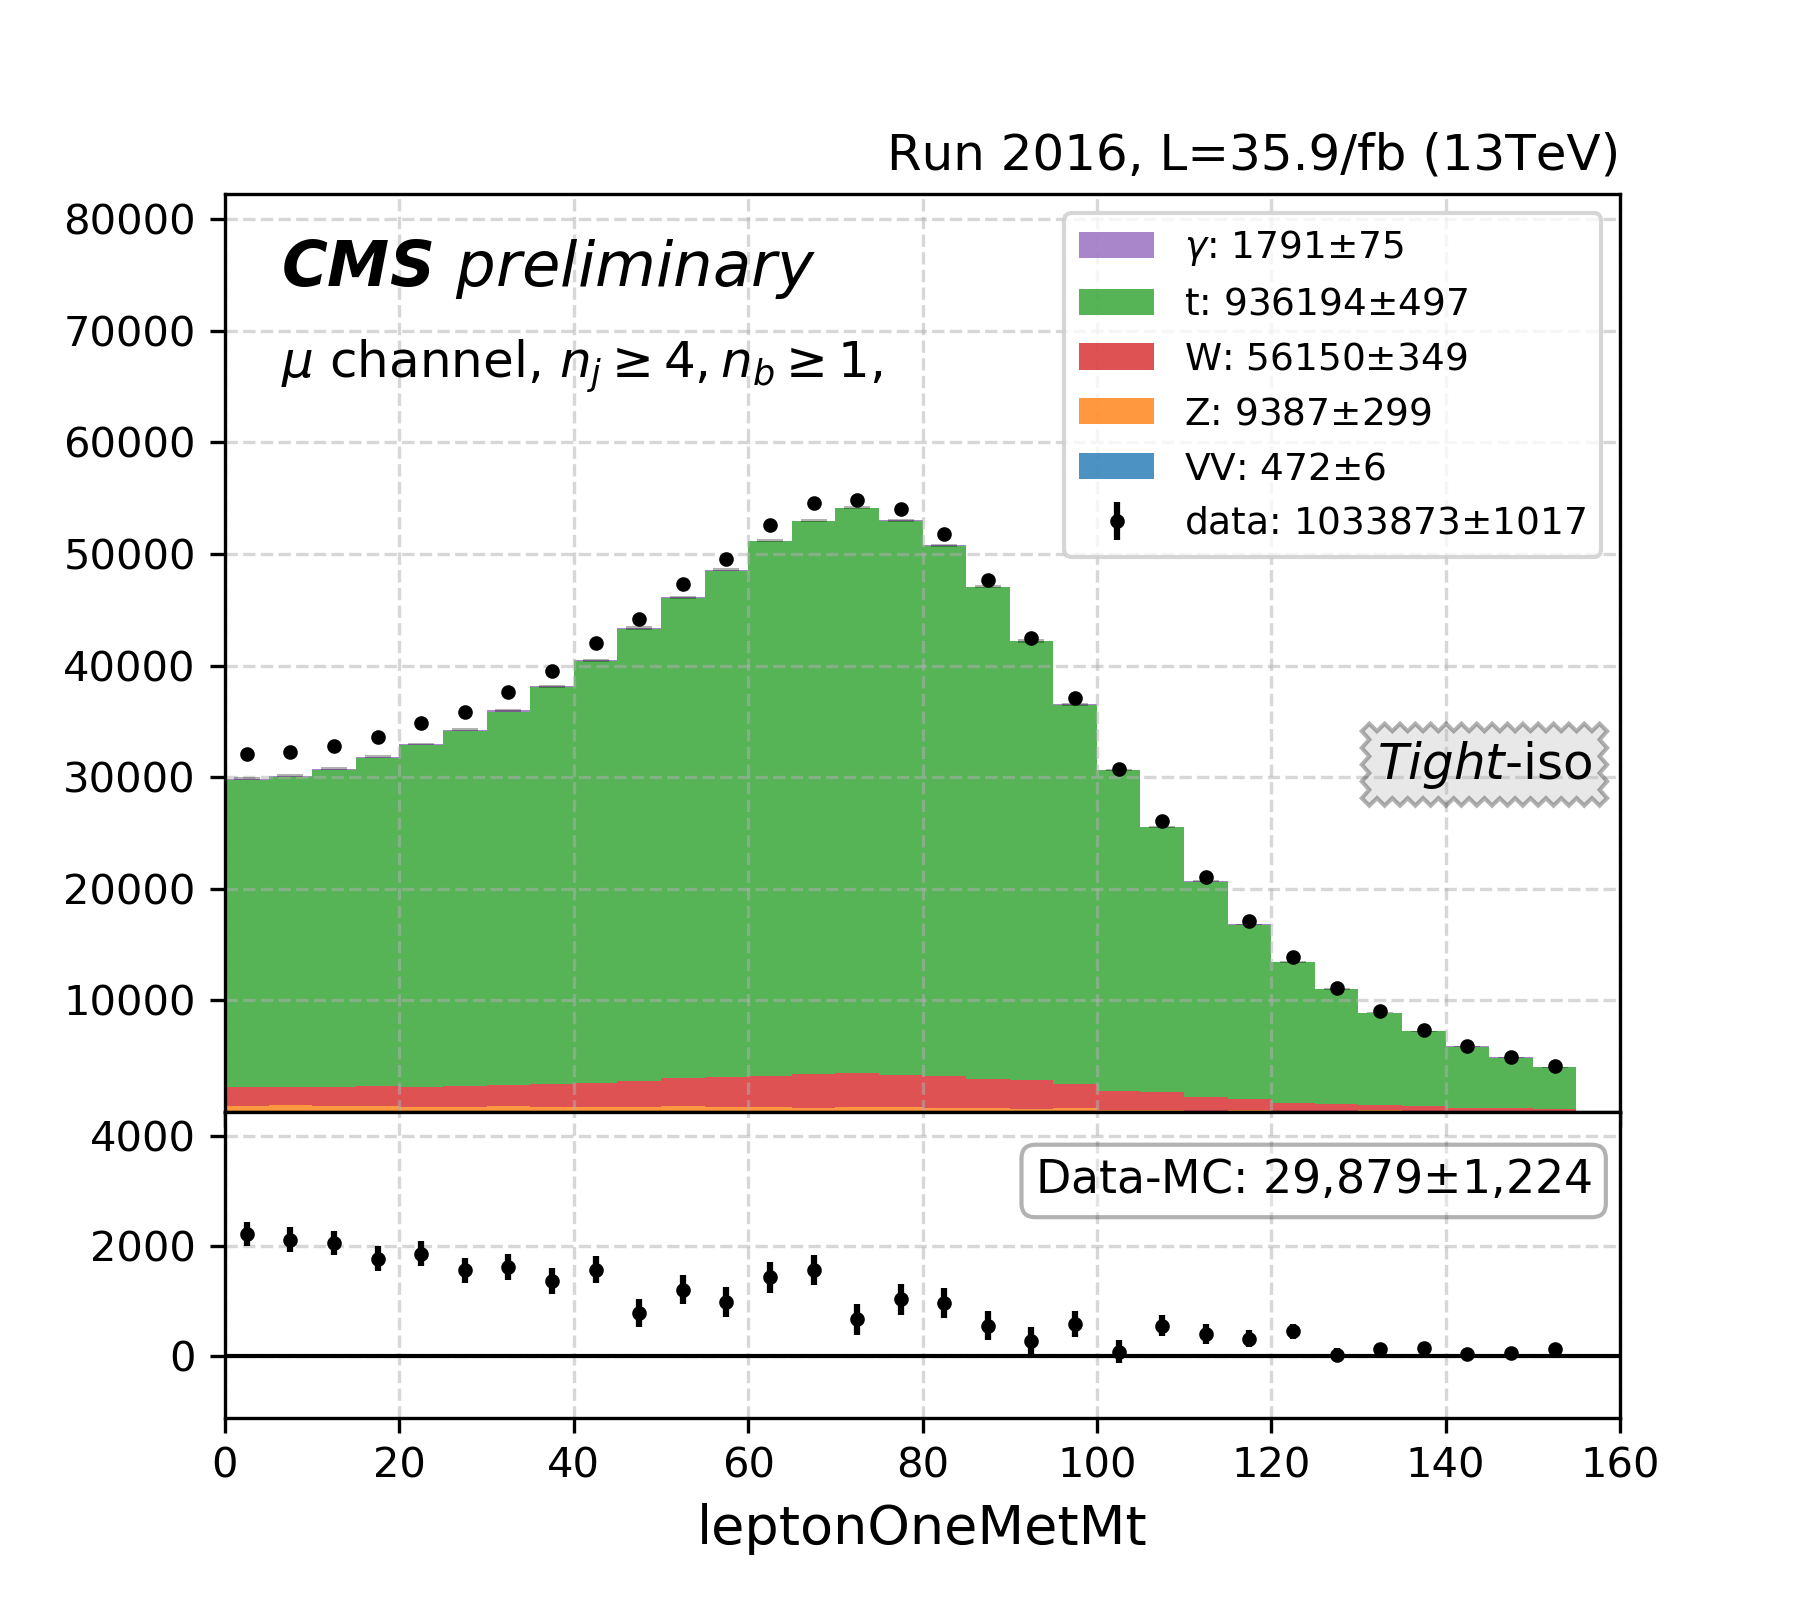 Run 2016, L=35.9/fb (13TeV)
80000
70000
60000
50000
40000
30000
20000
10000
CMS preliminary
μ channel, n_j ≥ 4, n_b ≥ 1,
γ: 1791±75
t: 936194±497
W: 56150±349
Z: 9387±299
VV: 472±6
data: 1033873±1017
Tight-iso
4000
2000
0
Data-MC: 29,879±1,224
0 20 40 60 80 100 120 140 160
leptonOneMetMt